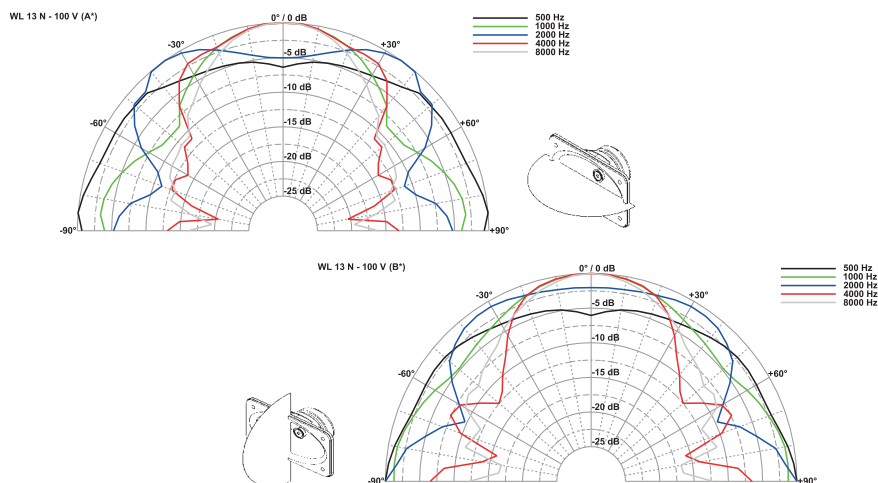 WL 13 N - 100 V (A*)
0° / 0 dB
500 Hz
1000 Hz
2000 Hz
4000 Hz
8000 Hz
-30°
+30°
-5 dB
-10 dB
-60°
+60°
-15 dB
-20 dB
-25 dB
-90°
+90°
WL 13 N - 100 V (B*)
0° / 0 dB
500 Hz
1000 Hz
2000 Hz
4000 Hz
8000 Hz
-30°
+30°
-5 dB
-10 dB
-60°
+60°
-15 dB
-20 dB
-25 dB
-90°
+90°